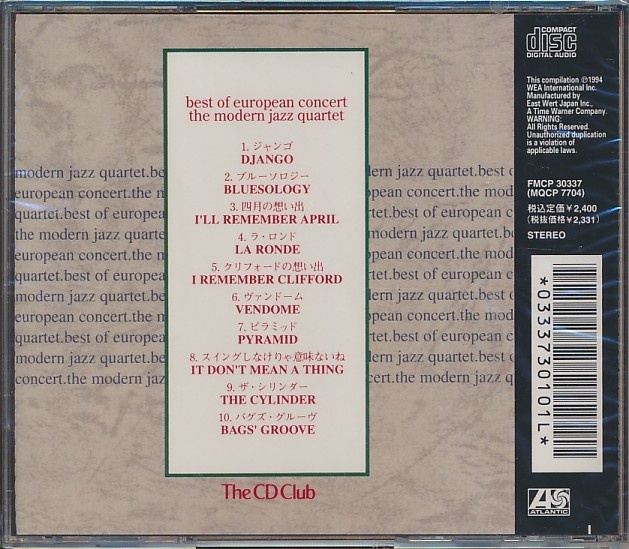 best of european concert
the modern jazz quartet
1. ジャンゴ
DJANGO
2. ブルーソロジー
BLUESOLOGY
3. 四月の想い出
I'LL REMEMBER APRIL
4. ラ・ロンド
LA RONDE
5. クリフォードの想い出
I REMEMBER CLIFFORD
6. ヴァンドーム
VENDOME
7. ピラミッド
PYRAMID
8. スイングしなけりゃ意味ないね
IT DON'T MEAN A THING
9. ザ・シリンダー
THE CYLINDER
10. バグズ・グルーヴ
BAGS' GROOVE
The CD Club
modern jazz quartet.be
european concert.the m
quartet.best of europea
the modern jazz quartet
of european concert.the
jazz quartet.best of eur
concert.the modern jazz
modern jazz quartet.be
european concert.the m
quartet.best of europea
modern jazz quartet.be
concert.the modern jazz
jazz quartet.best of european c
concert.the modern jazz quartet
COMPACT
disc
DIGITAL AUDIO
This compilation ℗1994
WEA International Inc.
Manufactured by
East West Japan Inc.,
A Time Warner Company.
WARNING:
All Rights Reserved.
Unauthorized duplication
is a violation of
applicable laws.
FMCP 30337
(MQCP 7704)
税込定価¥2,400
(税抜価格¥2,331)
STEREO
*0333730101L*
ATLANTIC
I